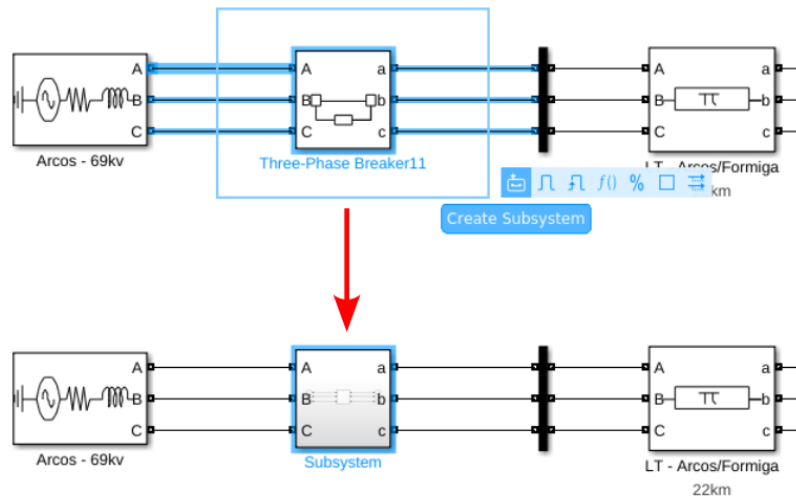 A A a A a
B B b B π b
C C c C c
Arcos - 69kv
Three-Phase Breaker11
LT - Arcos/Formiga
km
f() %
Create Subsystem
A A a A a
B B b B π b
C C c C c
Arcos - 69kv
Subsystem
LT - Arcos/Formiga
22km